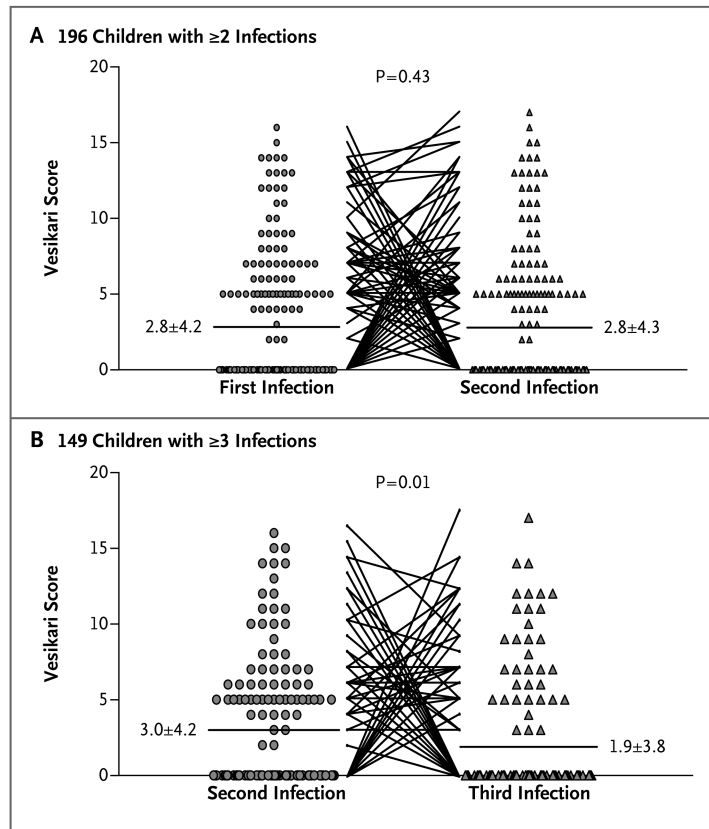 A 196 Children with ≥2 Infections
20
P=0.43
15
Vesikari Score
10
5
2.8±4.2
2.8±4.3
0
First Infection
Second Infection
B 149 Children with ≥3 Infections
20
P=0.01
15
Vesikari Score
10
5
3.0±4.2
1.9±3.8
0
Second Infection
Third Infection